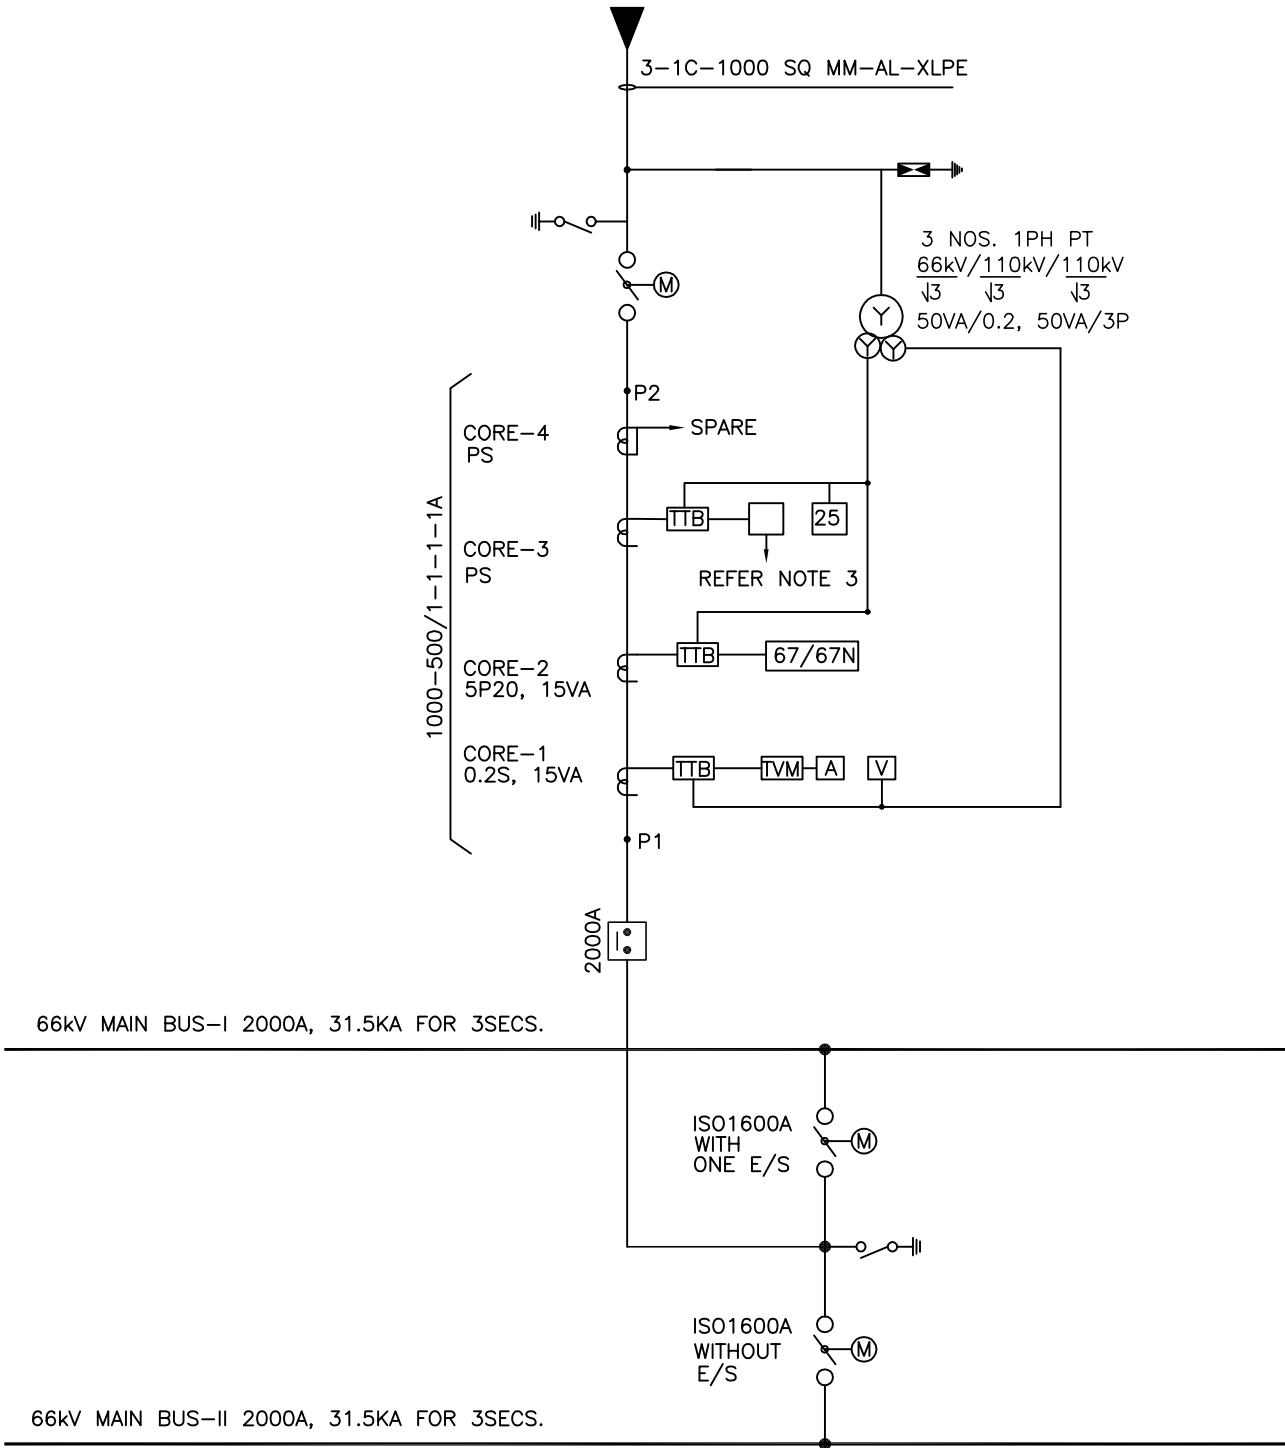 3-1C-1000 SQ MM-AL-XLPE
3 NOS. 1PH PT
66kV/110kV/110kV
√3 √3 √3
50VA/0.2, 50VA/3P
Y
Y Y
M
P2
CORE-4
PS
SPARE
1000-500/1-1-1-1A
TTB
25
CORE-3
PS
REFER NOTE 3
TTB
67/67N
CORE-2
5P20, 15VA
CORE-1
0.2S, 15VA
TTB
TVM
A
V
P1
2000A
66kV MAIN BUS-I 2000A, 31.5KA FOR 3SECS.
ISO1600A
WITH
ONE E/S
M
ISO1600A
WITHOUT
E/S
M
66kV MAIN BUS-II 2000A, 31.5KA FOR 3SECS.